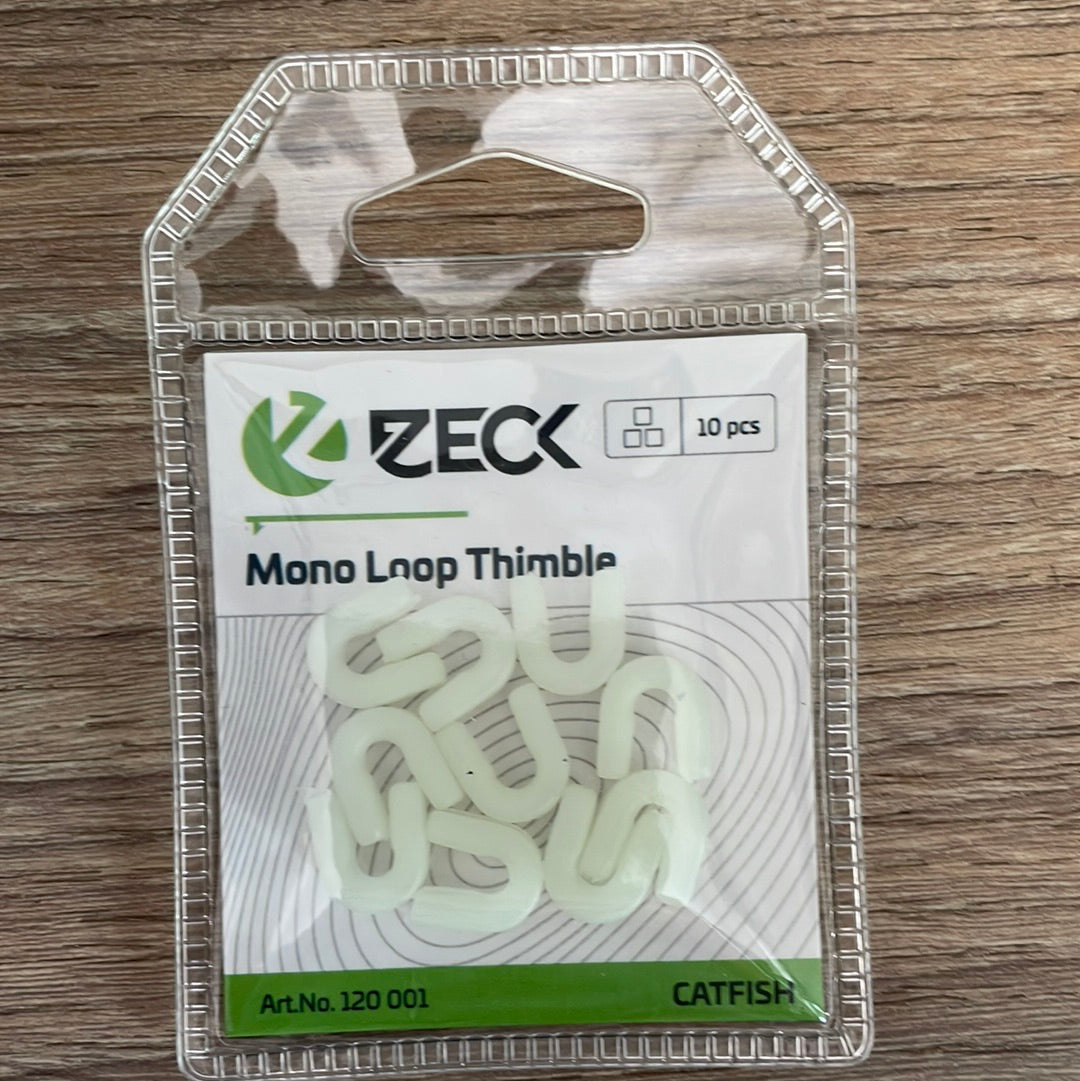 ZECK
10 pcs
Mono Loop Thimble
Art.No. 120 001
CATFISH